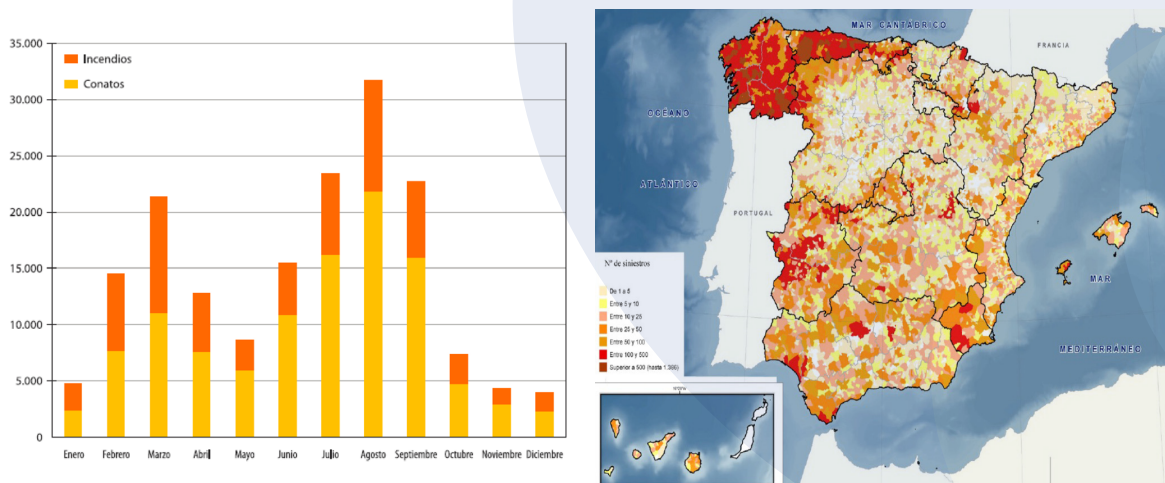 35.000
30.000
25.000
20.000
15.000
10.000
5.000
0
Incendios
Conatos
Enero Febrero Marzo Abril Mayo Junio Julio Agosto Septiembre Octubre Noviembre Diciembre
MAR CANTÁBRICO
FRANCIA
OCÉANO
ATLÁNTICO
PORTUGAL
MAR
MEDITERRÁNEO
Nº de siniestros
De 1 a 5
Entre 5 y 10
Entre 10 y 25
Entre 25 y 50
Entre 50 y 100
Entre 100 y 500